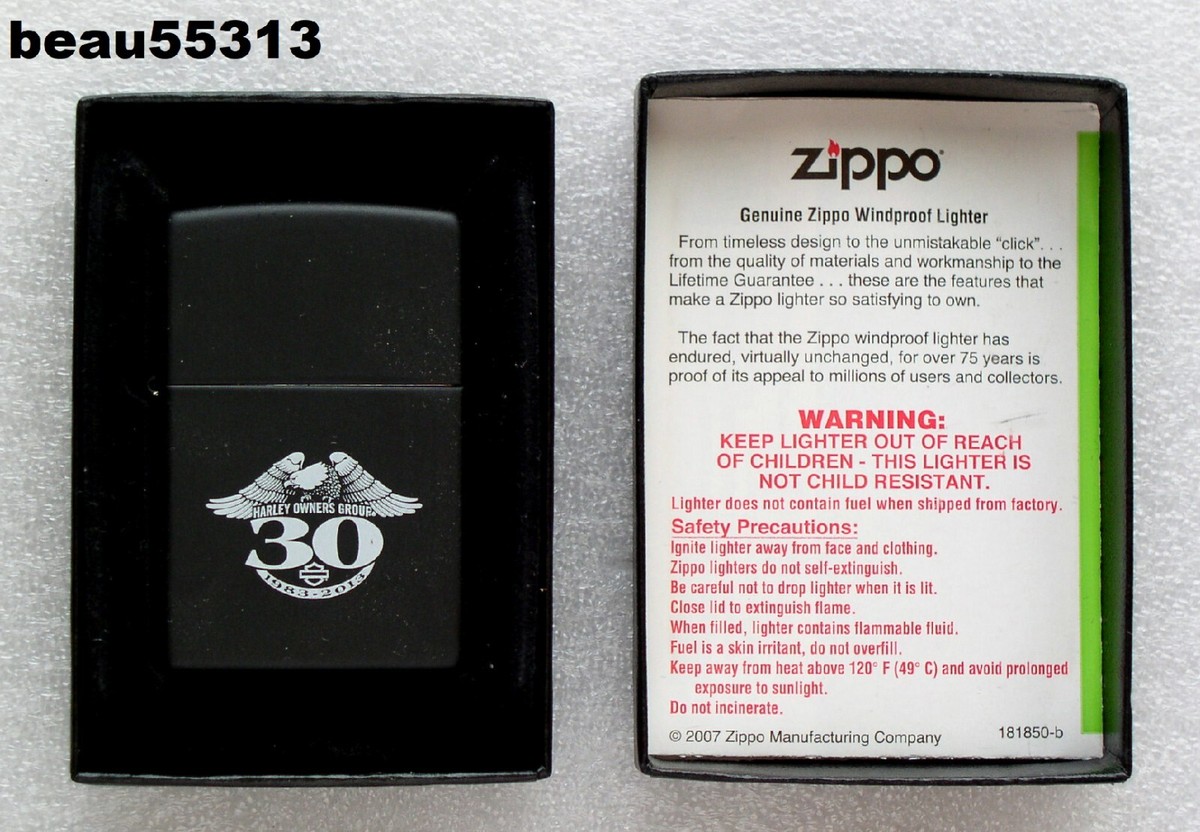 beau55313
HARLEY OWNERS GROUP®
30
1983-2013
zippo®
Genuine Zippo Windproof Lighter
From timeless design to the unmistakable “click”. . .
from the quality of materials and workmanship to the
Lifetime Guarantee . . . these are the features that
make a Zippo lighter so satisfying to own.
The fact that the Zippo windproof lighter has
endured, virtually unchanged, for over 75 years is
proof of its appeal to millions of users and collectors.
WARNING:
KEEP LIGHTER OUT OF REACH
OF CHILDREN - THIS LIGHTER IS
NOT CHILD RESISTANT.
Lighter does not contain fuel when shipped from factory.
Safety Precautions:
Ignite lighter away from face and clothing.
Zippo lighters do not self-extinguish.
Be careful not to drop lighter when it is lit.
Close lid to extinguish flame.
When filled, lighter contains flammable fluid.
Fuel is a skin irritant, do not overfill.
Keep away from heat above 120° F (49° C) and avoid prolonged
exposure to sunlight.
Do not incinerate.
© 2007 Zippo Manufacturing Company
181850-b